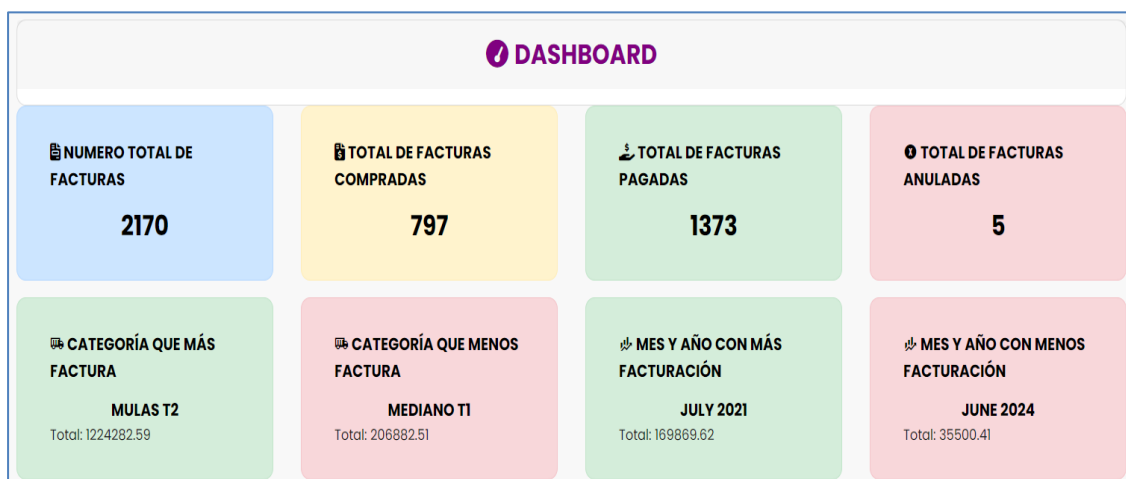 DASHBOARD
NUMERO TOTAL DE
FACTURAS
2170
TOTAL DE FACTURAS
COMPRADAS
797
TOTAL DE FACTURAS
PAGADAS
1373
TOTAL DE FACTURAS
ANULADAS
5
CATEGORÍA QUE MÁS
FACTURA
MULAS T2
Total: 1224282.59
CATEGORÍA QUE MENOS
FACTURA
MEDIANO T1
Total: 206882.51
MES Y AÑO CON MÁS
FACTURACIÓN
JULY 2021
Total: 169869.62
MES Y AÑO CON MENOS
FACTURACIÓN
JUNE 2024
Total: 35500.41